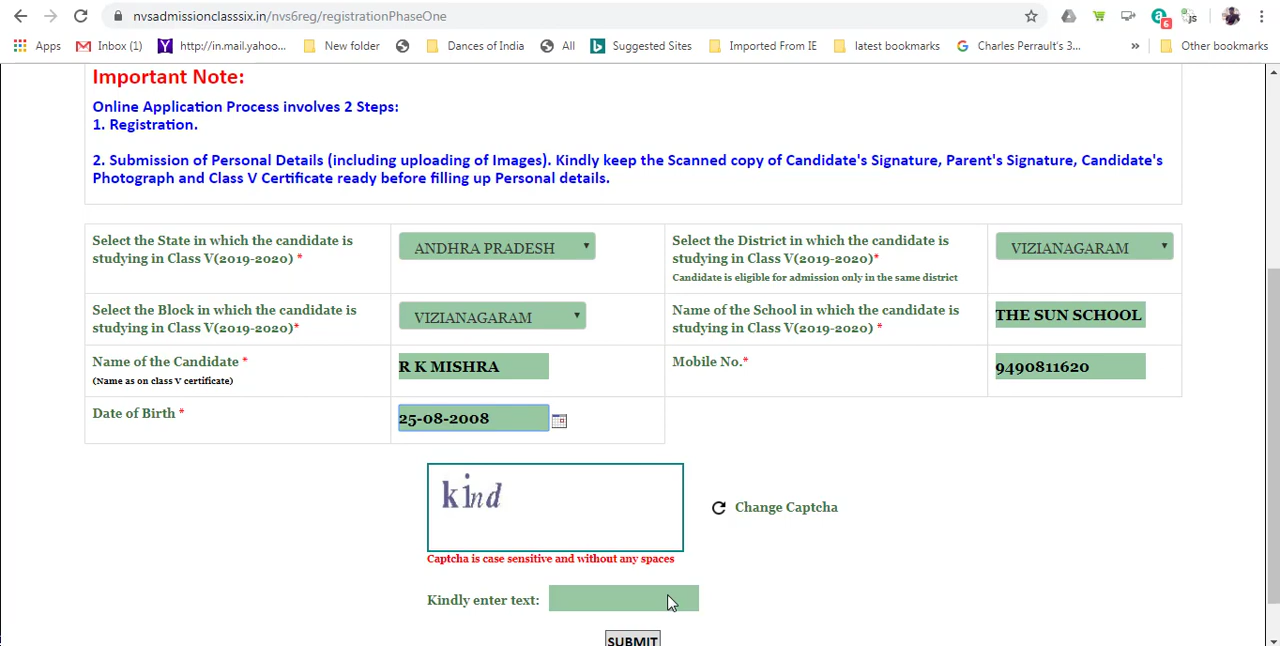 nvsadmissionclasssix.in/nvs6reg/registrationPhaseOne
Apps Inbox (1) http://in.mail.yahoo... New folder Dances of India All Suggested Sites Imported From IE latest bookmarks Charles Perrault's 3... » Other bookmarks
Important Note:
Online Application Process involves 2 Steps:
1. Registration.
2. Submission of Personal Details (including uploading of Images). Kindly keep the Scanned copy of Candidate's Signature, Parent's Signature, Candidate's
Photograph and Class V Certificate ready before filling up Personal details.
Select the State in which the candidate is
studying in Class V(2019-2020) *
ANDHRA PRADESH
Select the District in which the candidate is
studying in Class V(2019-2020)*
Candidate is eligible for admission only in the same district
VIZIANAGARAM
Select the Block in which the candidate is
studying in Class V(2019-2020)*
VIZIANAGARAM
Name of the School in which the candidate is
studying in Class V(2019-2020) *
THE SUN SCHOOL
Name of the Candidate *
(Name as on class V certificate)
R K MISHRA
Mobile No.*
9490811620
Date of Birth *
25-08-2008
kind
Change Captcha
Captcha is case sensitive and without any spaces
Kindly enter text:
SUBMIT